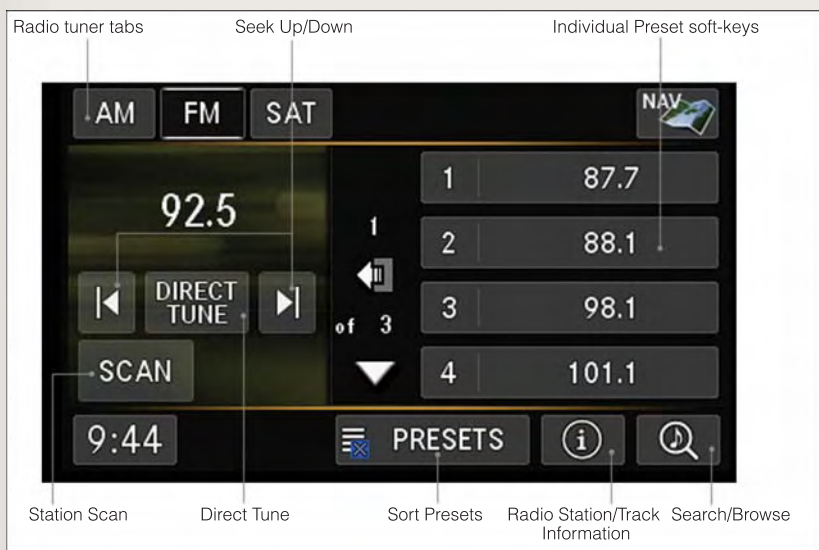 Radio tuner tabs
Seek Up/Down
Individual Preset soft-keys
AM
FM
SAT
NAV
92.5
DIRECT
TUNE
SCAN
1
of 3
1 87.7
2 88.1
3 98.1
4 101.1
9:44
PRESETS
i
Station Scan
Direct Tune
Sort Presets
Radio Station/Track
Information
Search/Browse